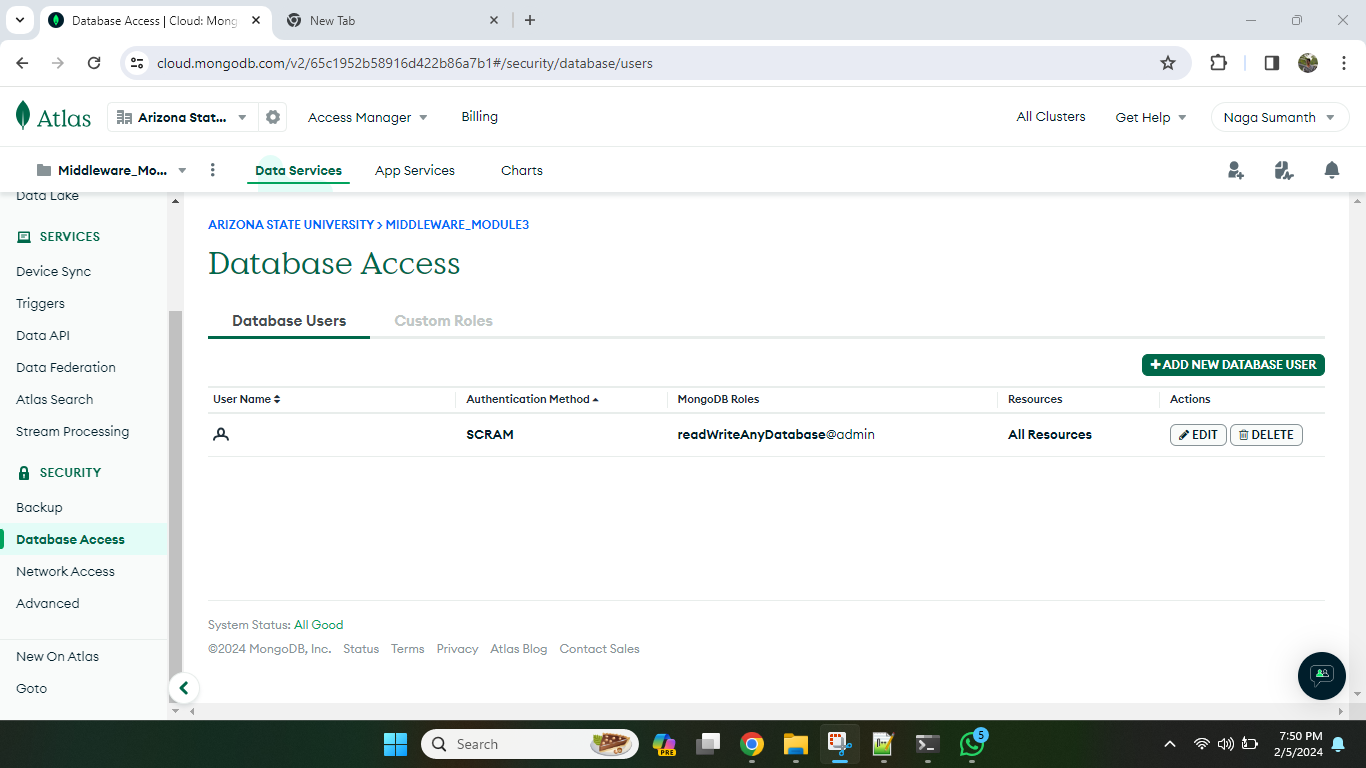 Database Access | Cloud: Mong
New Tab
cloud.mongodb.com/v2/65c1952b58916d422b86a7b1#/security/database/users
Atlas
Arizona Stat...
Access Manager
Billing
All Clusters
Get Help
Naga Sumanth
Middleware_Mo...
Data Services
App Services
Charts
Data Lake
SERVICES
Device Sync
Triggers
Data API
Data Federation
Atlas Search
Stream Processing
SECURITY
Backup
Database Access
Network Access
Advanced
New On Atlas
Goto
ARIZONA STATE UNIVERSITY > MIDDLEWARE_MODULE3
Database Access
Database Users
Custom Roles
+ ADD NEW DATABASE USER
User Name
Authentication Method
MongoDB Roles
Resources
Actions
SCRAM
readWriteAnyDatabase@admin
All Resources
EDIT
DELETE
System Status: All Good
©2024 MongoDB, Inc. Status Terms Privacy Atlas Blog Contact Sales
Search
PRE
5
7:50 PM
2/5/2024